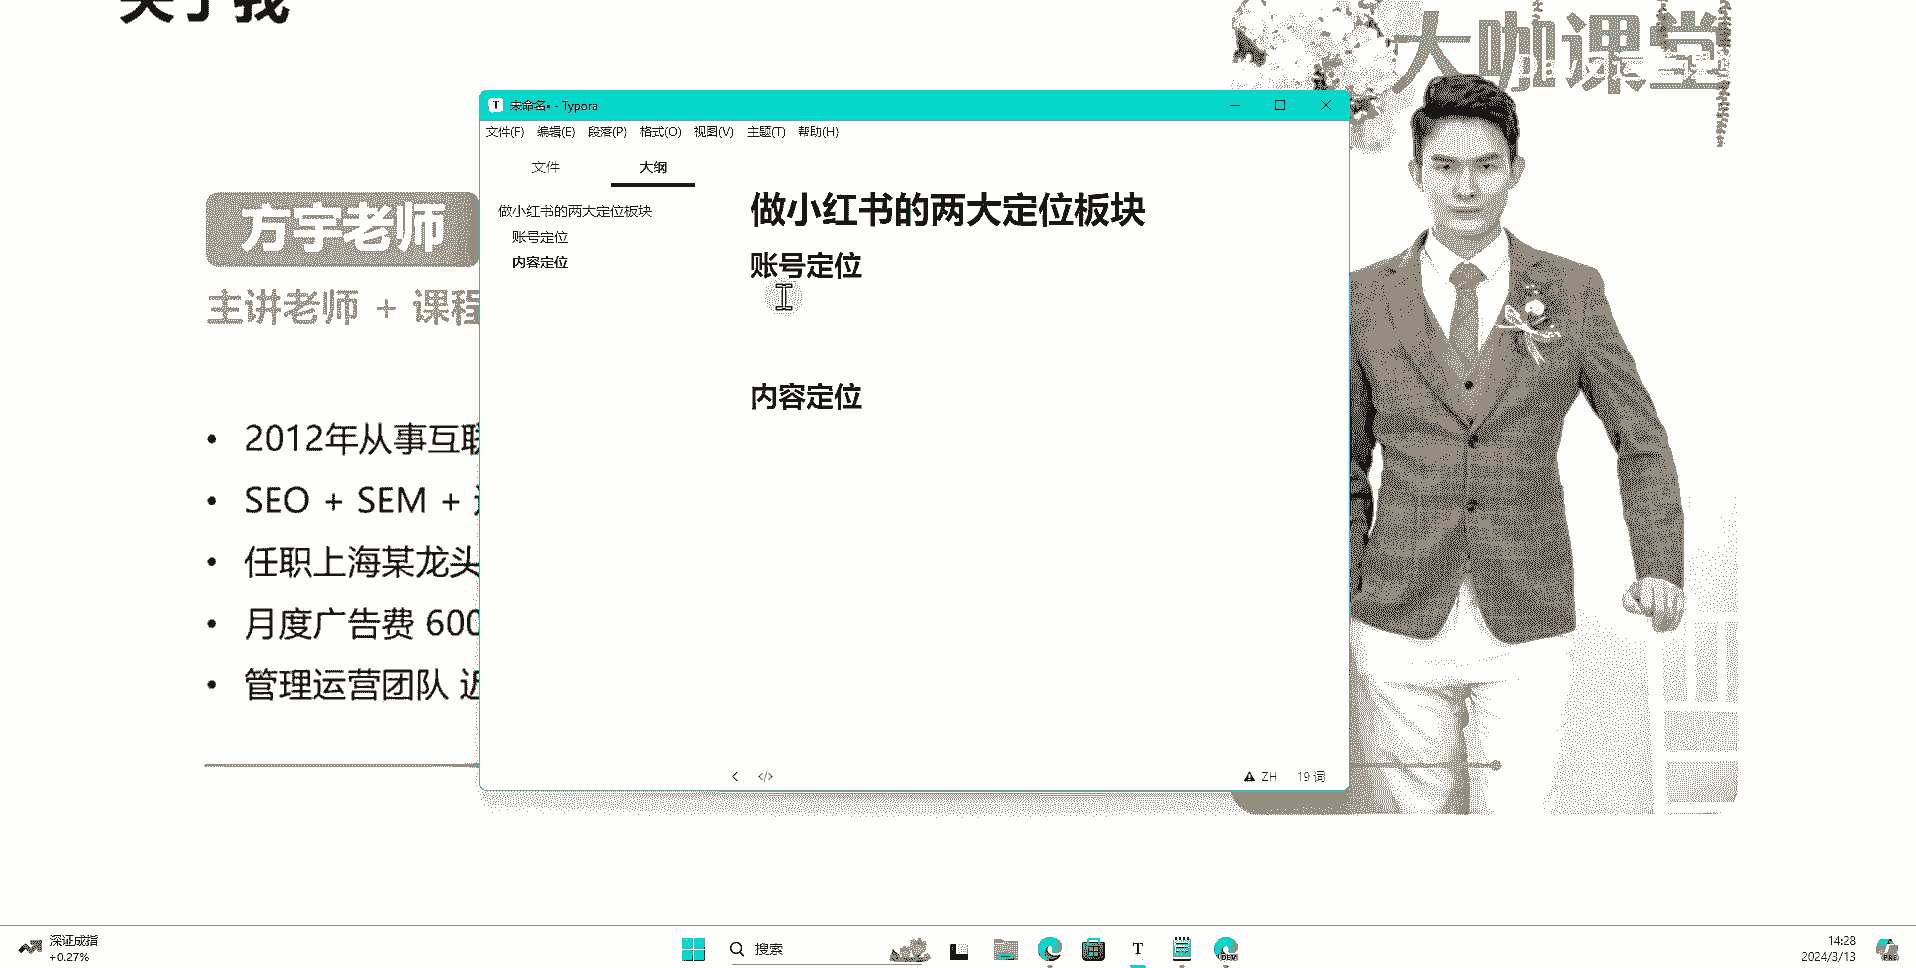 关于我
大咖课堂
方宇老师
主讲老师 + 课程
2012年从事互联
SEO + SEM +
任职上海某龙头
月度广告费 600
管理运营团队 近
未命名• - Typora
文件(F) 编辑(E) 段落(P) 格式(O) 视图(V) 主题(T) 帮助(H)
文件 大纲
做小红书的两大定位板块
账号定位
内容定位
做小红书的两大定位板块
账号定位
内容定位
ZH 19 词
深证成指
+0.27%
搜索
T
DEV
14:28
2024/3/13
PRE